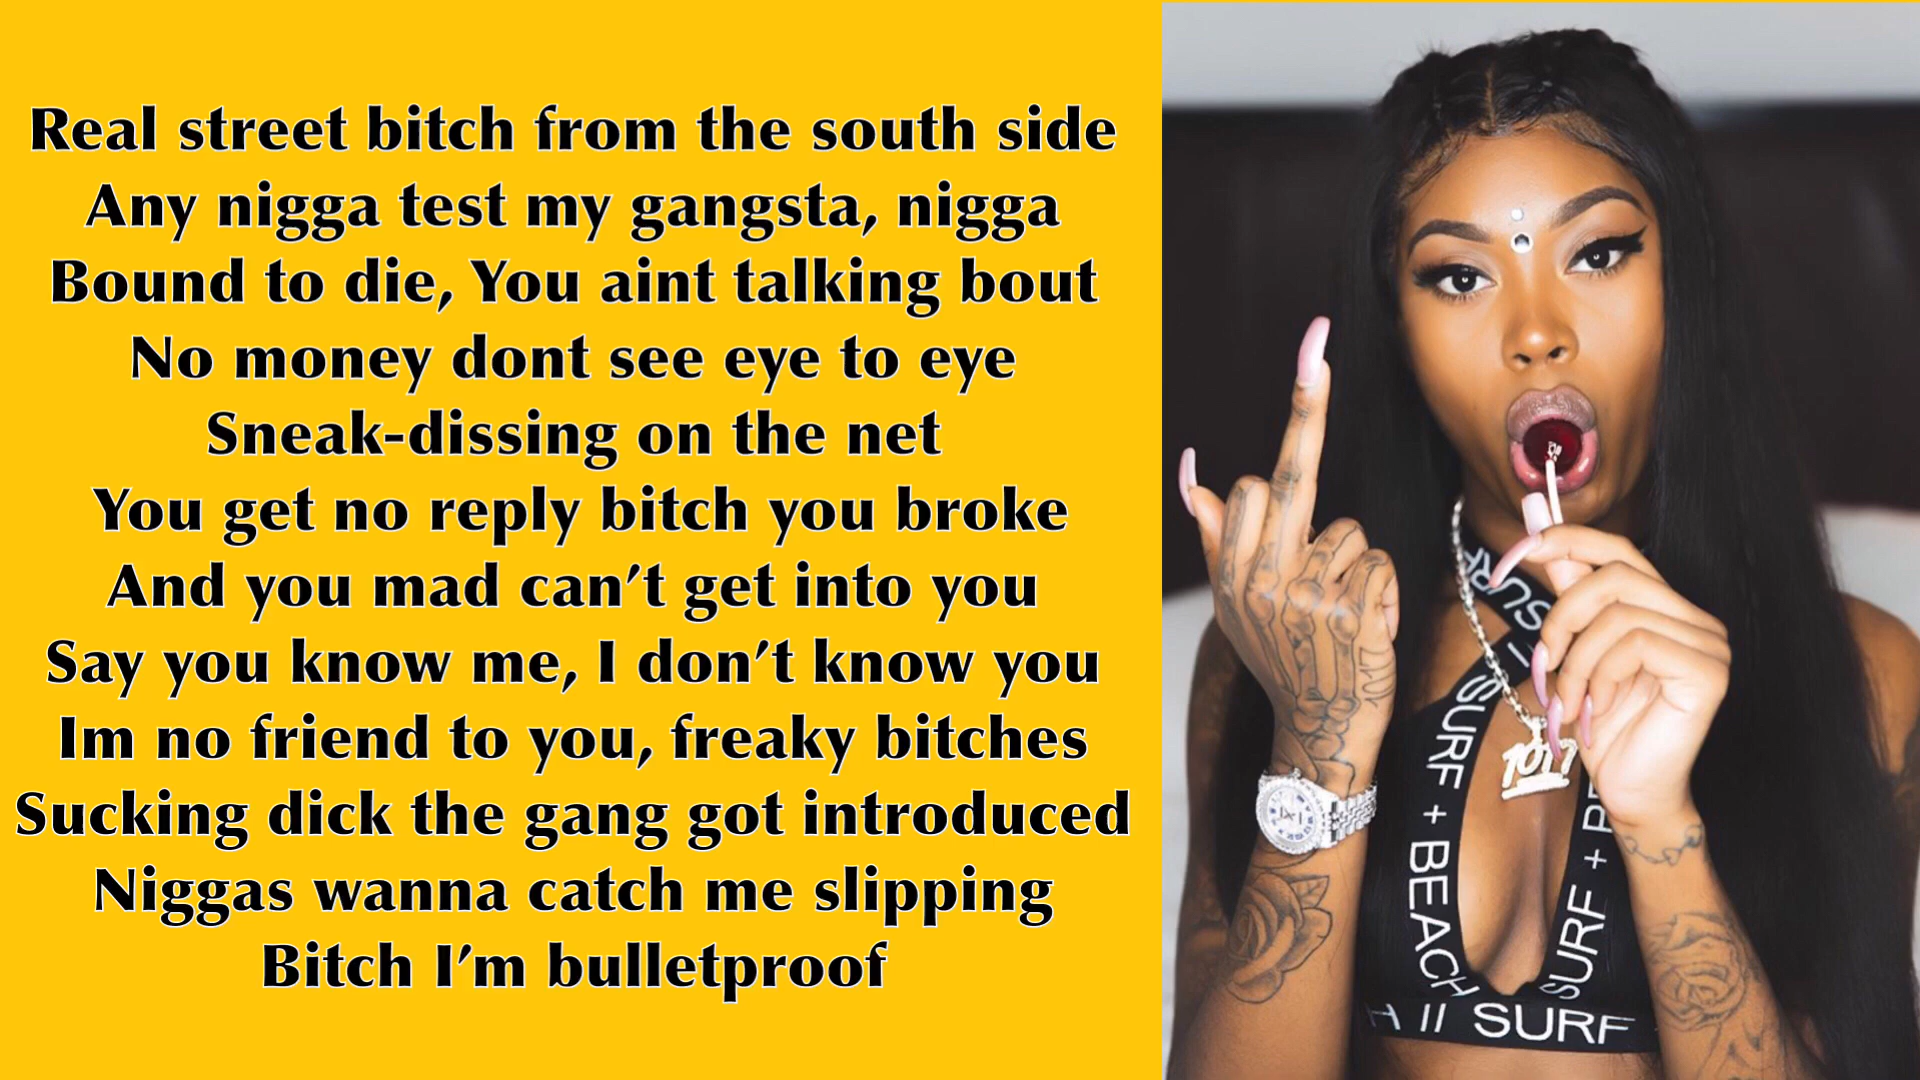 Real street bitch from the south side
Any nigga test my gangsta, nigga
Bound to die, You aint talking bout
No money dont see eye to eye
Sneak-dissing on the net
You get no reply bitch you broke
And you mad can’t get into you
Say you know me, I don’t know you
Im no friend to you, freaky bitches
Sucking dick the gang got introduced
Niggas wanna catch me slipping
Bitch I’m bulletproof
SURF
SURF + BEACH
SURF +
H // SURF
1017
1017